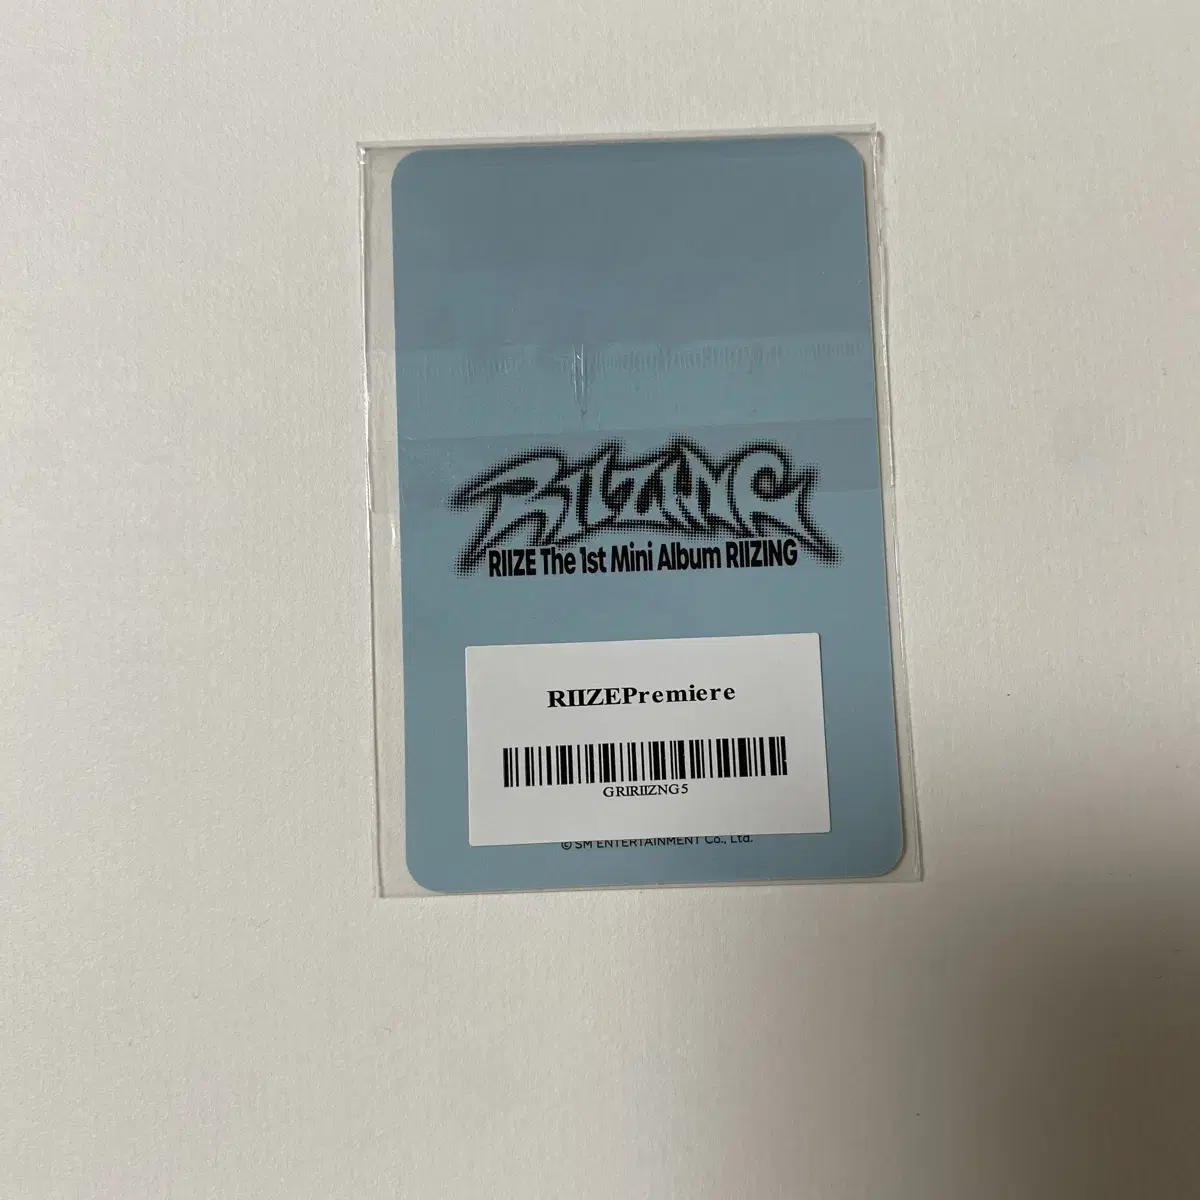 RIIZING
RIIZE The 1st Mini Album RIIZING
RIIZEPremiere
GRIRIIZNG5
© SM ENTERTAINMENT Co., Ltd.